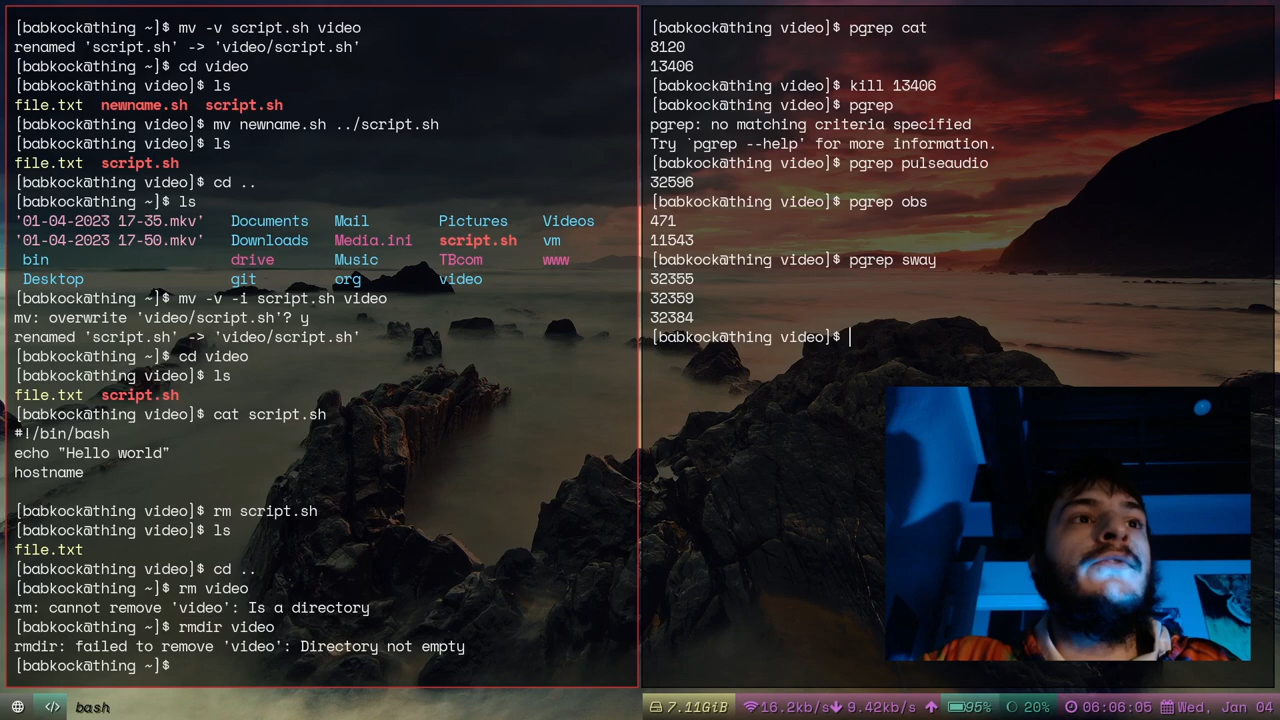 [babkock@thing ~]$ mv -v script.sh video
renamed 'script.sh' -> 'video/script.sh'
[babkock@thing ~]$ cd video
[babkock@thing video]$ ls
file.txt  newname.sh  script.sh
[babkock@thing video]$ mv newname.sh ../script.sh
[babkock@thing video]$ ls
file.txt  script.sh
[babkock@thing video]$ cd ..
[babkock@thing ~]$ ls
'01-04-2023 17-35.mkv'   Documents   Mail        Pictures    Videos
'01-04-2023 17-50.mkv'   Downloads   Media.ini   script.sh   vm
 bin                     drive       Music       TBcom       www
 Desktop                 git         org         video
[babkock@thing ~]$ mv -v -i script.sh video
mv: overwrite 'video/script.sh'? y
renamed 'script.sh' -> 'video/script.sh'
[babkock@thing ~]$ cd video
[babkock@thing video]$ ls
file.txt  script.sh
[babkock@thing video]$ cat script.sh
#!/bin/bash
echo "Hello world"
hostname
[babkock@thing video]$ rm script.sh
[babkock@thing video]$ ls
file.txt
[babkock@thing video]$ cd ..
[babkock@thing ~]$ rm video
rm: cannot remove 'video': Is a directory
[babkock@thing ~]$ rmdir video
rmdir: failed to remove 'video': Directory not empty
[babkock@thing ~]$
[babkock@thing video]$ pgrep cat
8120
13406
[babkock@thing video]$ kill 13406
[babkock@thing video]$ pgrep
pgrep: no matching criteria specified
Try `pgrep --help' for more information.
[babkock@thing video]$ pgrep pulseaudio
32596
[babkock@thing video]$ pgrep obs
471
11543
[babkock@thing video]$ pgrep sway
32355
32359
32384
[babkock@thing video]$
bash 7.11GiB 16.2kb/s 9.42kb/s 95% 20% 06:06:05 Wed, Jan 04